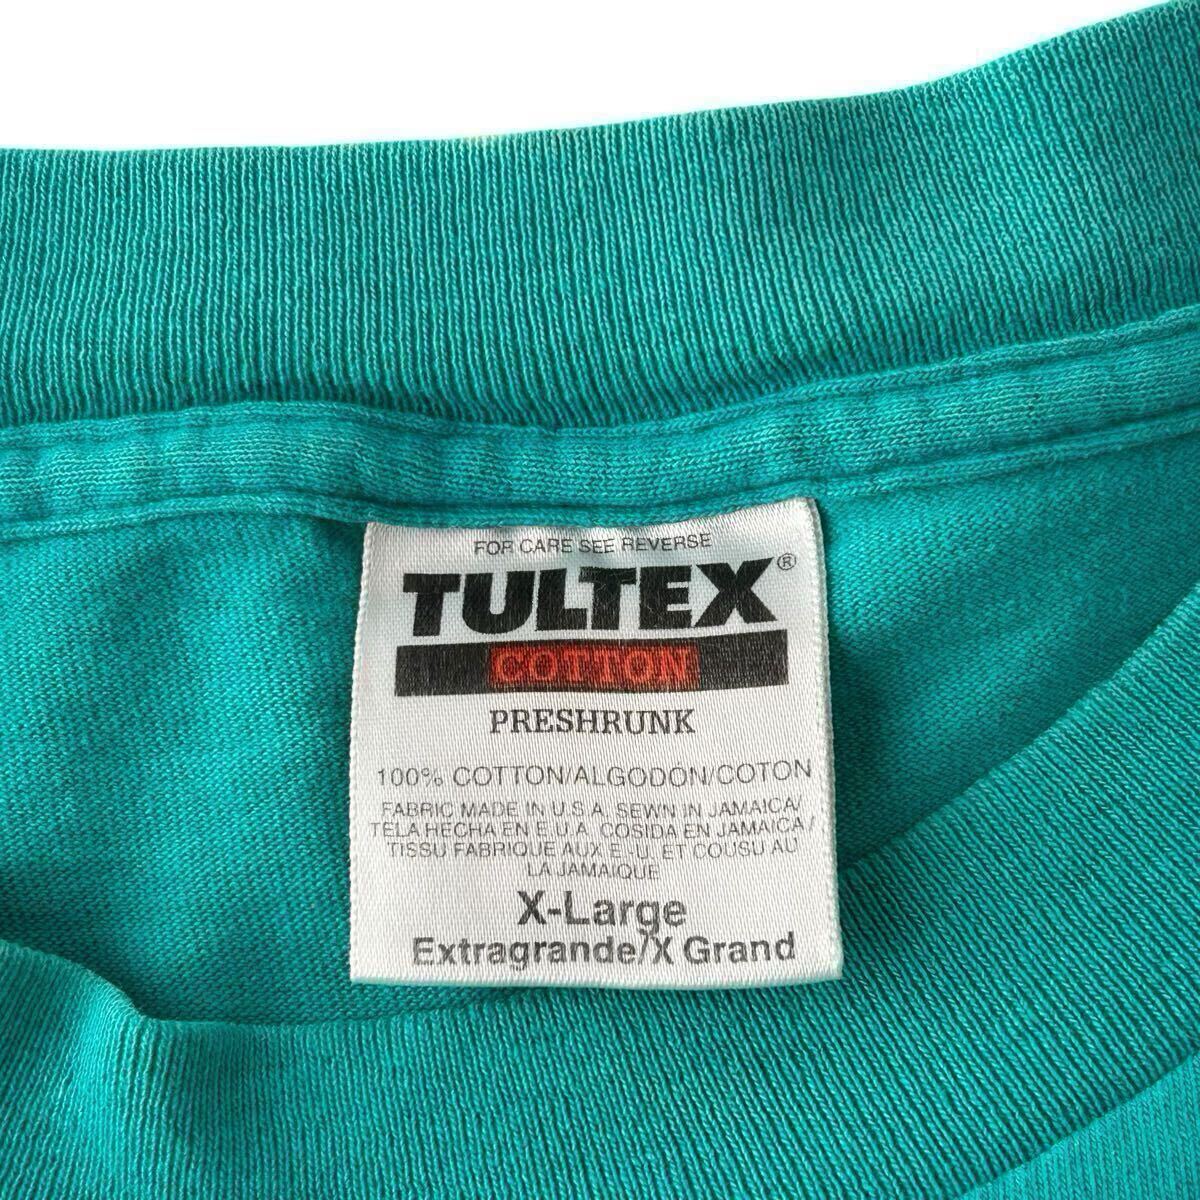 FOR CARE SEE REVERSE
TULTEX®
COTTON
PRESHRUNK
100% COTTON/ALGODON/COTON
FABRIC MADE IN U.S.A. SEWN IN JAMAICA/
TELA HECHA EN E.U.A. COSIDA EN JAMAICA/
TISSU FABRIQUE AUX E.-U. ET COUSU AU
LA JAMAIQUE
X-Large
Extragrande/X Grand